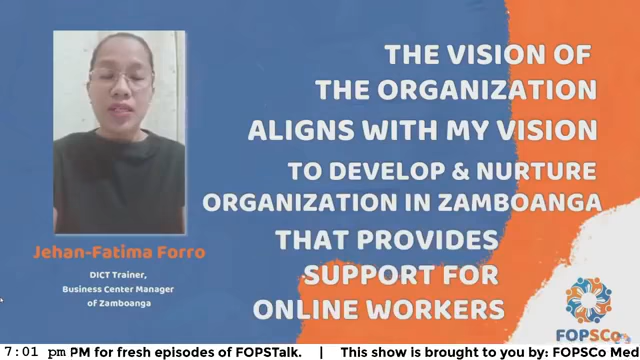 THE VISION OF
THE ORGANIZATION
ALIGNS WITH MY VISION
TO DEVELOP & NURTURE
ORGANIZATION IN ZAMBOANGA
THAT PROVIDES
SUPPORT FOR
ONLINE WORKERS
Jehan-Fatima Forro
DICT Trainer,
Business Center Manager
of Zamboanga
FOPSCo
7:01 pm PM for fresh episodes of FOPSTalk. | This show is brought to you by: FOPSCo Med